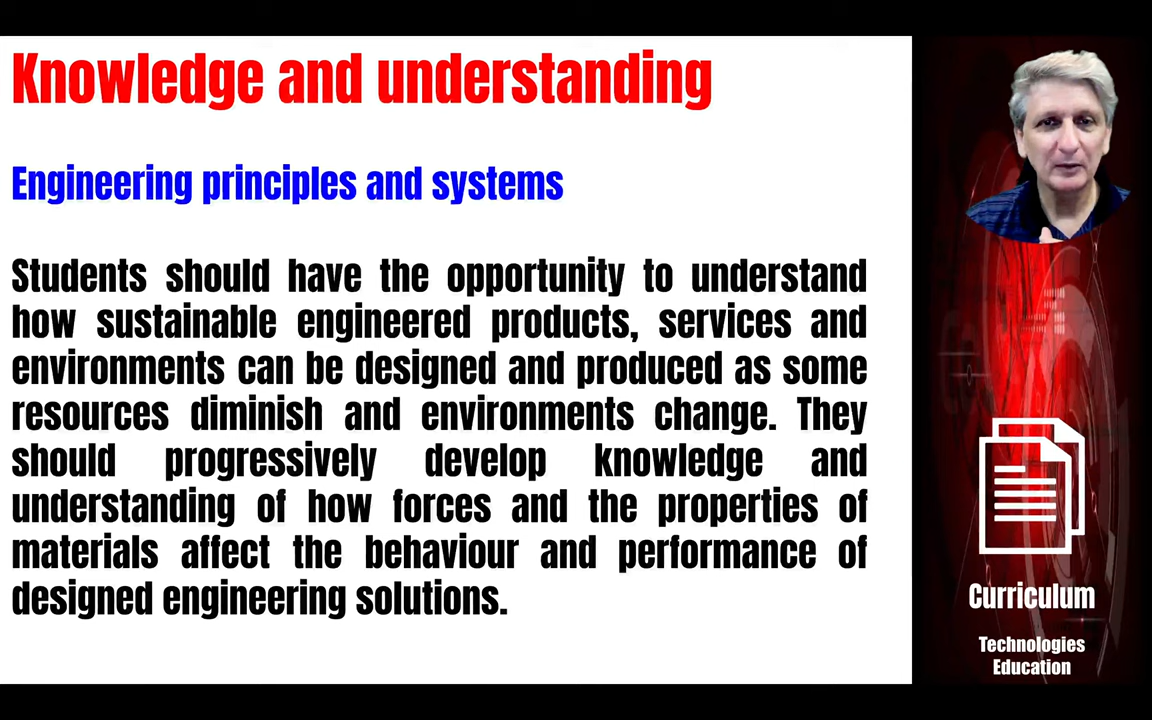 Knowledge and understanding
Engineering principles and systems
Students should have the opportunity to understand
how sustainable engineered products, services and
environments can be designed and produced as some
resources diminish and environments change. They
should progressively develop knowledge and
understanding of how forces and the properties of
materials affect the behaviour and performance of
designed engineering solutions.
Curriculum
Technologies
Education